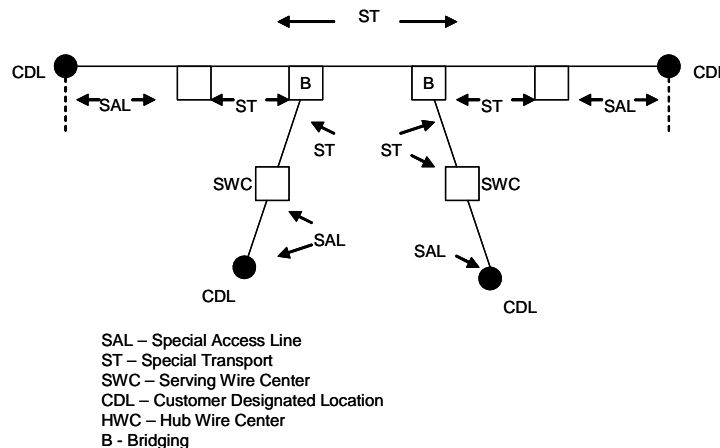 ST
CDL
B
B
CDL
SAL
ST
ST
SAL
ST
ST
SWC
SWC
SAL
SAL
CDL
CDL
SAL – Special Access Line
ST – Special Transport
SWC – Serving Wire Center
CDL – Customer Designated Location
HWC – Hub Wire Center
B - Bridging